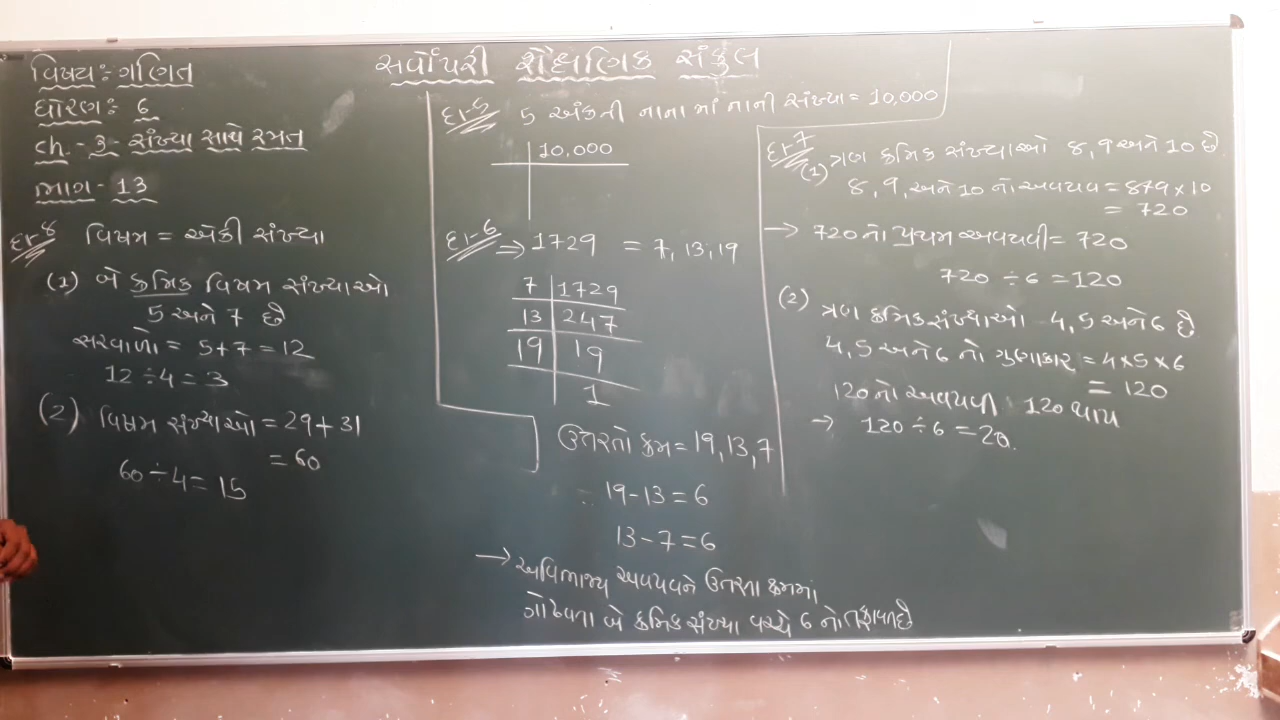 વિષય:- ગણિત
ધોરણ:- 6
ch.- 3 - સંખ્યા સાથે રમત
ભાગ - 13
સર્વોપરી શૈક્ષણિક સંકુલ
દા-૪
વિષમ = એકી સંખ્યા
(1) બે ક્રમિક વિષમ સંખ્યાઓ
5 અને 7 છે
સરવાળો = 5+7 = 12
12 ÷ 4 = 3
(2) વિષમ સંખ્યાઓ = 29 + 31
= 60
60 ÷ 4 = 15
દા-5
5 અંકની નાનામાં નાની સંખ્યા = 10,000
10,000
દા-6
⇒ 1729 = 7, 13, 19
7 | 1729
13 | 247
19 | 19
1
ઉતરતો ક્રમ = 19, 13, 7
19 - 13 = 6
13 - 7 = 6
→ અવિભાજ્ય અવયવને ઉતરતા ક્રમમાં
ગોઠવતા બે ક્રમિક સંખ્યા વચ્ચે 6 નો તફાવત છે
દા-7
(1) ત્રણ ક્રમિક સંખ્યાઓ 8, 9 અને 10 છે
8, 9, અને 10 નો અવયવ = 8×9×10
= 720
→ 720 નો પ્રથમ અવયવી = 720
720 ÷ 6 = 120
(2) ત્રણ ક્રમિક સંખ્યાઓ 4, 5 અને 6 છે
4, 5 અને 6 નો ગુણાકાર = 4×5×6
= 120
120 નો અવયવી 120 થાય
→ 120 ÷ 6 = 20.